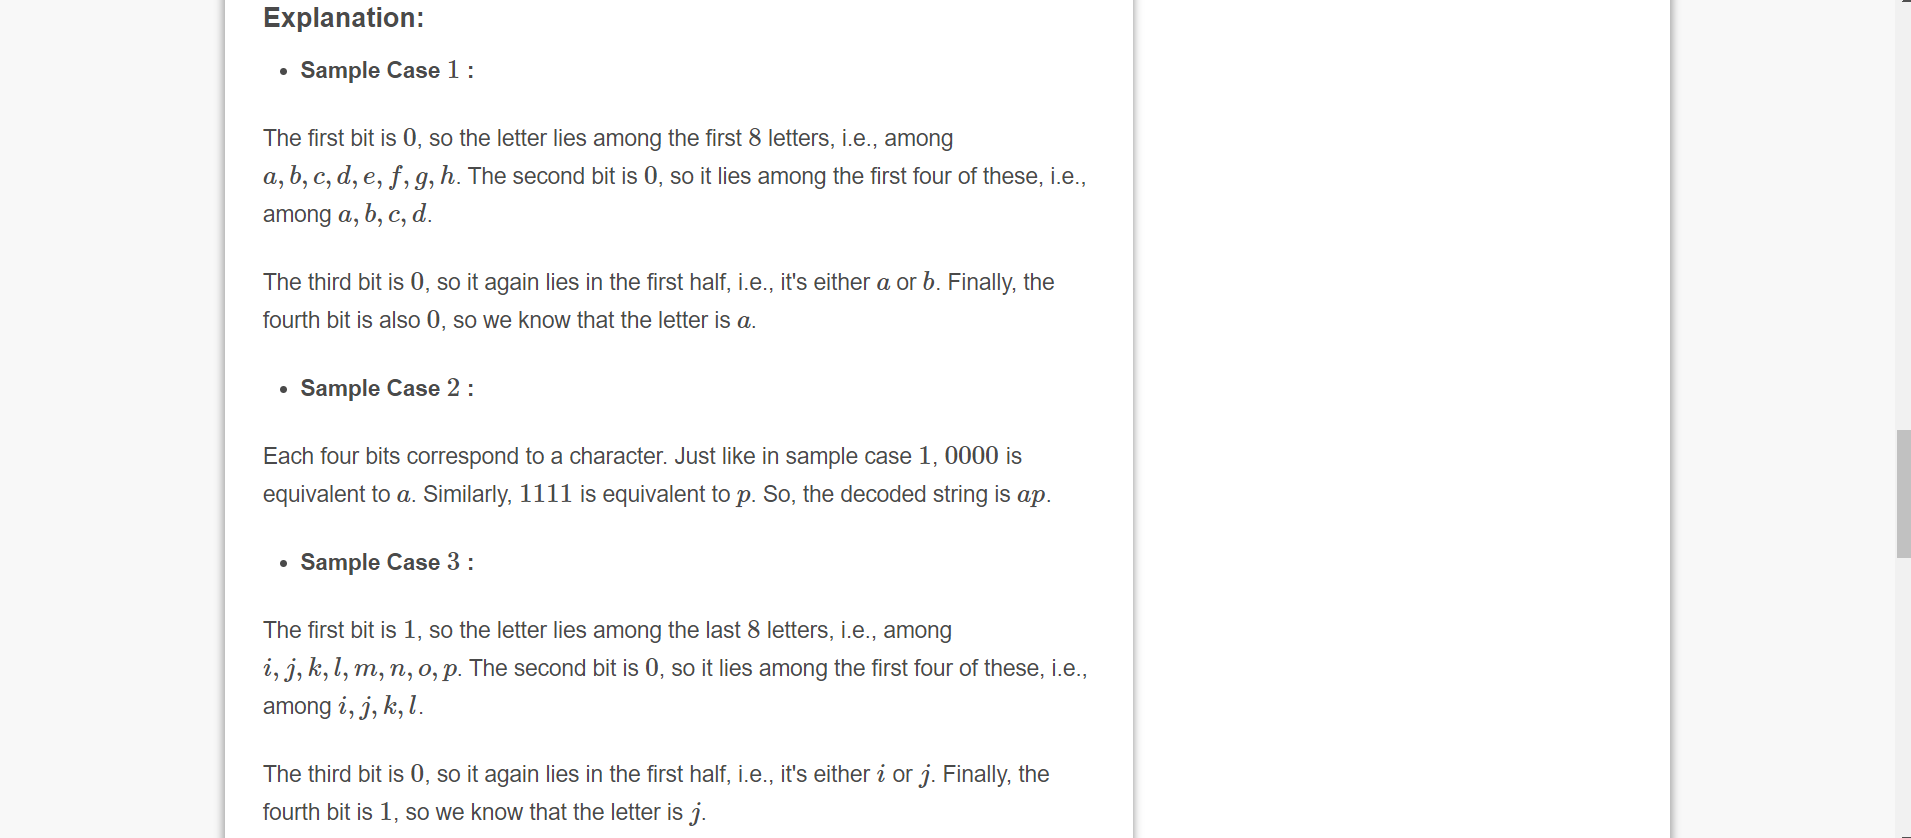 Explanation:
• Sample Case 1 :
The first bit is 0, so the letter lies among the first 8 letters, i.e., among
a, b, c, d, e, f, g, h. The second bit is 0, so it lies among the first four of these, i.e.,
among a, b, c, d.
The third bit is 0, so it again lies in the first half, i.e., it's either a or b. Finally, the
fourth bit is also 0, so we know that the letter is a.
• Sample Case 2 :
Each four bits correspond to a character. Just like in sample case 1, 0000 is
equivalent to a. Similarly, 1111 is equivalent to p. So, the decoded string is ap.
• Sample Case 3 :
The first bit is 1, so the letter lies among the last 8 letters, i.e., among
i, j, k, l, m, n, o, p. The second bit is 0, so it lies among the first four of these, i.e.,
among i, j, k, l.
The third bit is 0, so it again lies in the first half, i.e., it's either i or j. Finally, the
fourth bit is 1, so we know that the letter is j.